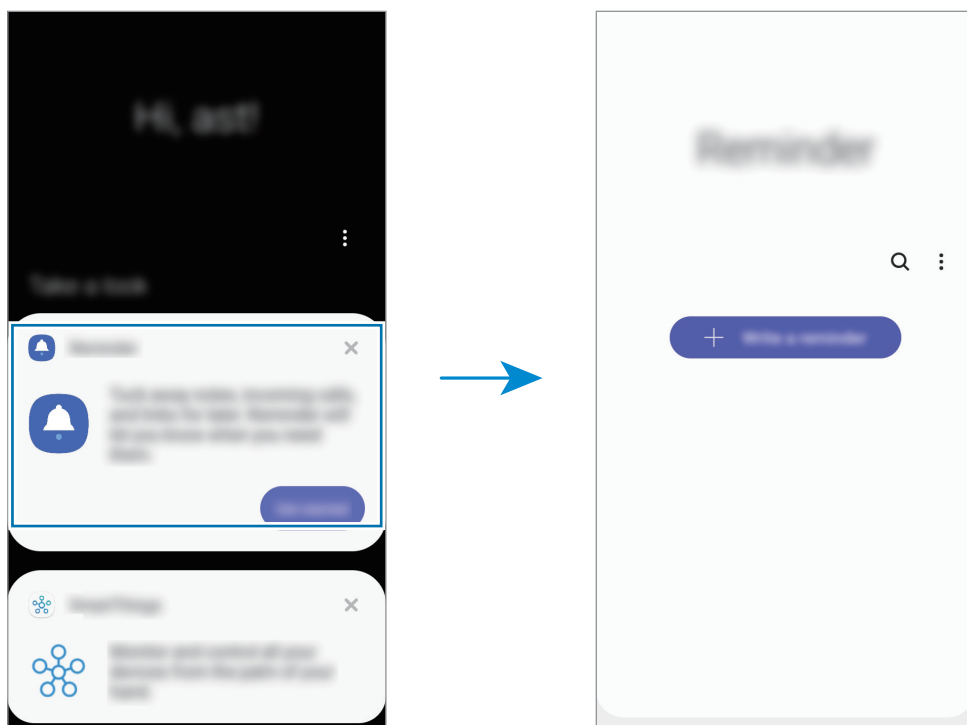 Hi, ast!
Take a look
Reminder
Tuck away notes, incoming calls,
and links for later. Reminder will
let you know when you need
them.
Get started
SmartThings
Monitor and control all your
devices from the palm of your
hand.
Reminder
Write a reminder